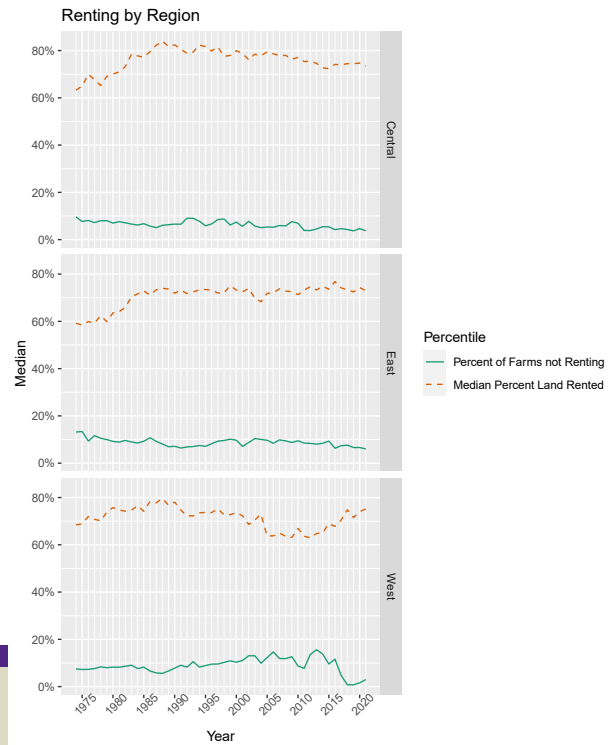 Renting by Region
80%
60%
40%
20%
0%
Central
80%
60%
40%
20%
0%
East
80%
60%
40%
20%
0%
West
Median
1975 1980 1985 1990 1995 2000 2005 2010 2015 2020
Year
Percentile
Percent of Farms not Renting
Median Percent Land Rented